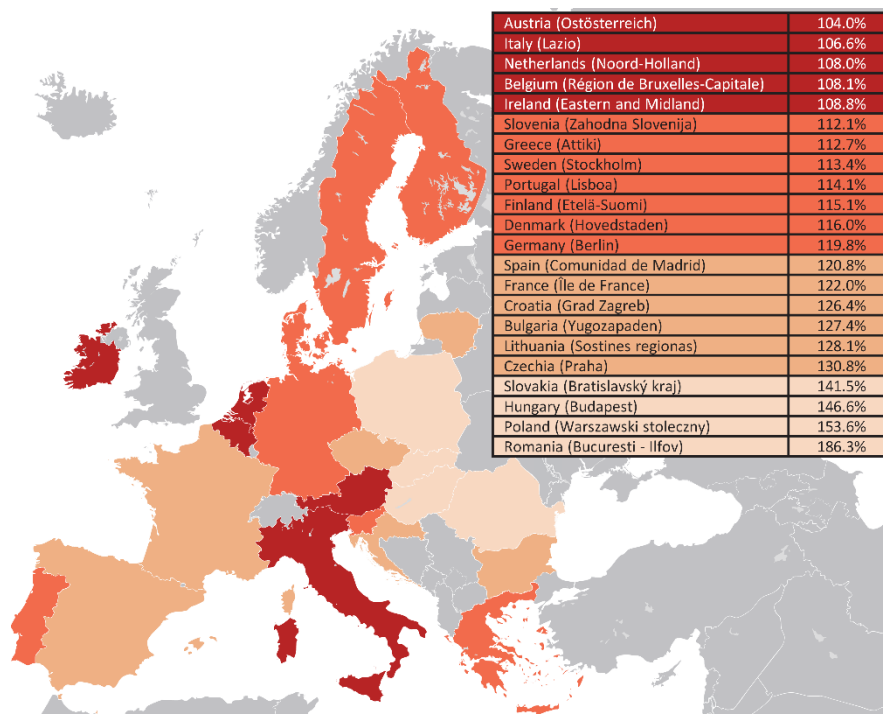 Austria (Ostösterreich) 104.0%
Italy (Lazio) 106.6%
Netherlands (Noord-Holland) 108.0%
Belgium (Région de Bruxelles-Capitale) 108.1%
Ireland (Eastern and Midland) 108.8%
Slovenia (Zahodna Slovenija) 112.1%
Greece (Attiki) 112.7%
Sweden (Stockholm) 113.4%
Portugal (Lisboa) 114.1%
Finland (Etelä-Suomi) 115.1%
Denmark (Hovedstaden) 116.0%
Germany (Berlin) 119.8%
Spain (Comunidad de Madrid) 120.8%
France (Île de France) 122.0%
Croatia (Grad Zagreb) 126.4%
Bulgaria (Yugozapaden) 127.4%
Lithuania (Sostines regionas) 128.1%
Czechia (Praha) 130.8%
Slovakia (Bratislavský kraj) 141.5%
Hungary (Budapest) 146.6%
Poland (Warszawski stoleczny) 153.6%
Romania (Bucuresti - Ilfov) 186.3%